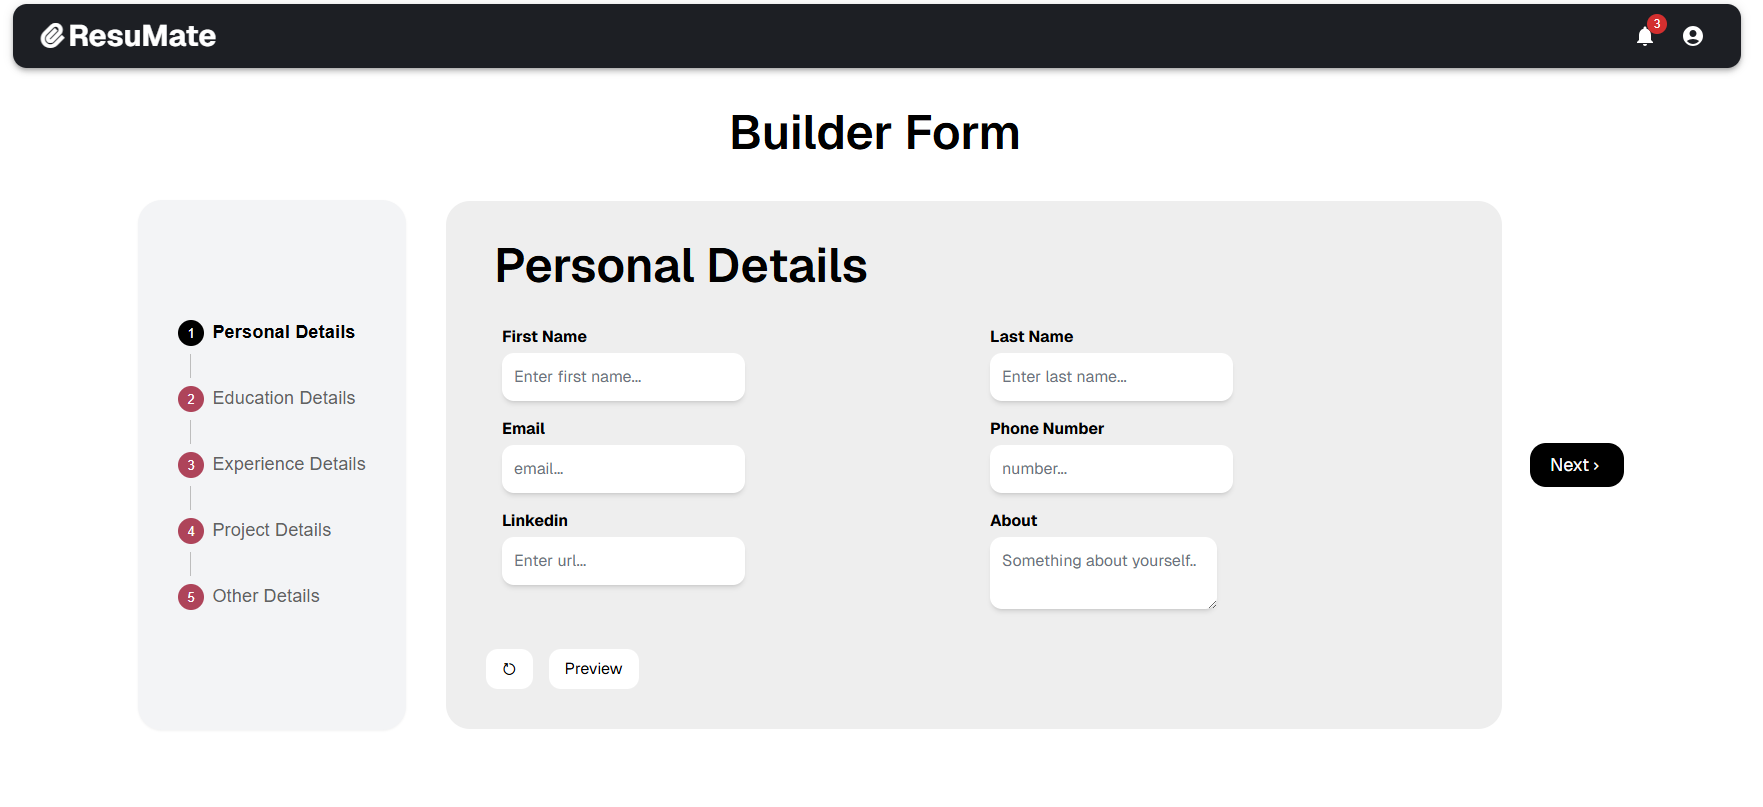 ResuMate
3
Builder Form
1 Personal Details
2 Education Details
3 Experience Details
4 Project Details
5 Other Details
Personal Details
First Name
Enter first name...
Last Name
Enter last name...
Email
email...
Phone Number
number...
Linkedin
Enter url...
About
Something about yourself..
Preview
Next ›